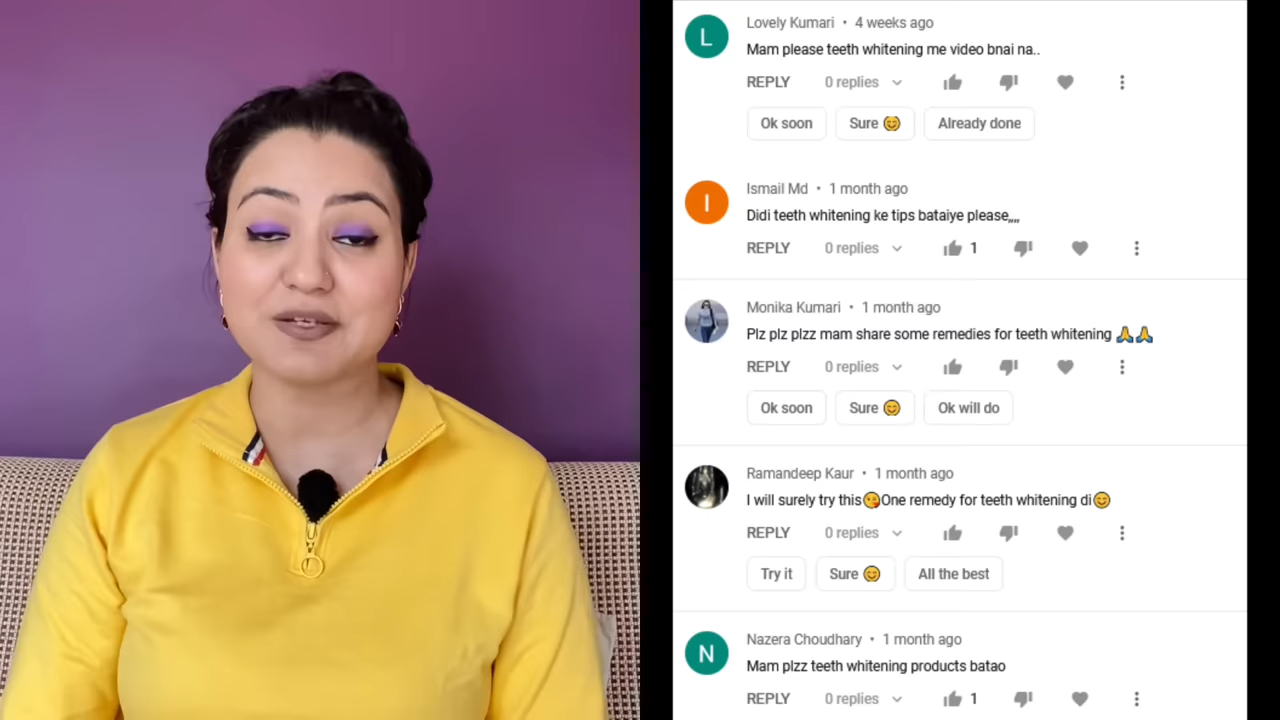 L
Lovely Kumari • 4 weeks ago
Mam please teeth whitening me video bnai na..
REPLY 0 replies
Ok soon Sure 😊 Already done
I
Ismail Md • 1 month ago
Didi teeth whitening ke tips bataiye please,,,,
REPLY 0 replies 1
Monika Kumari • 1 month ago
Plz plz plzz mam share some remedies for teeth whitening 🙏🙏
REPLY 0 replies
Ok soon Sure 😊 Ok will do
Ramandeep Kaur • 1 month ago
I will surely try this😘One remedy for teeth whitening di😊
REPLY 0 replies
Try it Sure 😊 All the best
N
Nazera Choudhary • 1 month ago
Mam plzz teeth whitening products batao
REPLY 0 replies 1